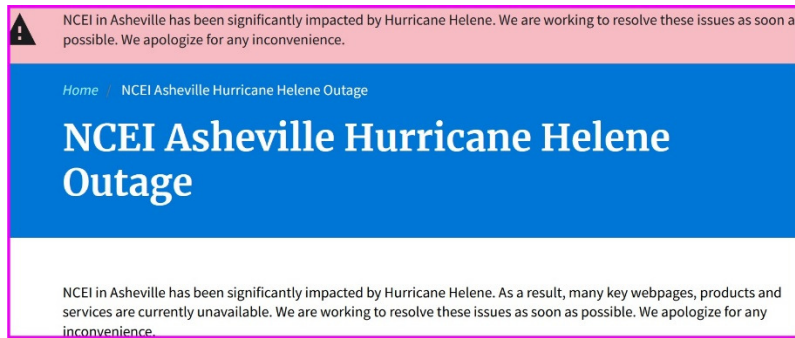 NCEI in Asheville has been significantly impacted by Hurricane Helene. We are working to resolve these issues as soon a
possible. We apologize for any inconvenience.
Home / NCEI Asheville Hurricane Helene Outage
NCEI Asheville Hurricane Helene
Outage
NCEI in Asheville has been significantly impacted by Hurricane Helene. As a result, many key webpages, products and
services are currently unavailable. We are working to resolve these issues as soon as possible. We apologize for any
inconvenience.